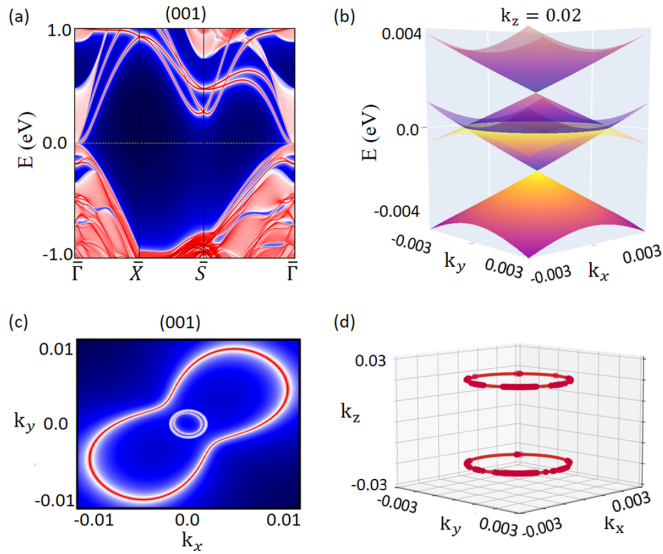 (a)
(001)
1.0
0.0
-1.0
E (eV)
Γ̅
X̅
S̅
Γ̅
(b)
k_z = 0.02
0.004
0.0
-0.004
E (eV)
-0.003
k_y
0.003
-0.003
k_x
0.003
(c)
(001)
0.01
k_y
0.0
-0.01
-0.01
0.0
0.01
k_x
(d)
0.03
k_z
-0.03
-0.003
k_y
0.003
-0.003
k_x
0.003